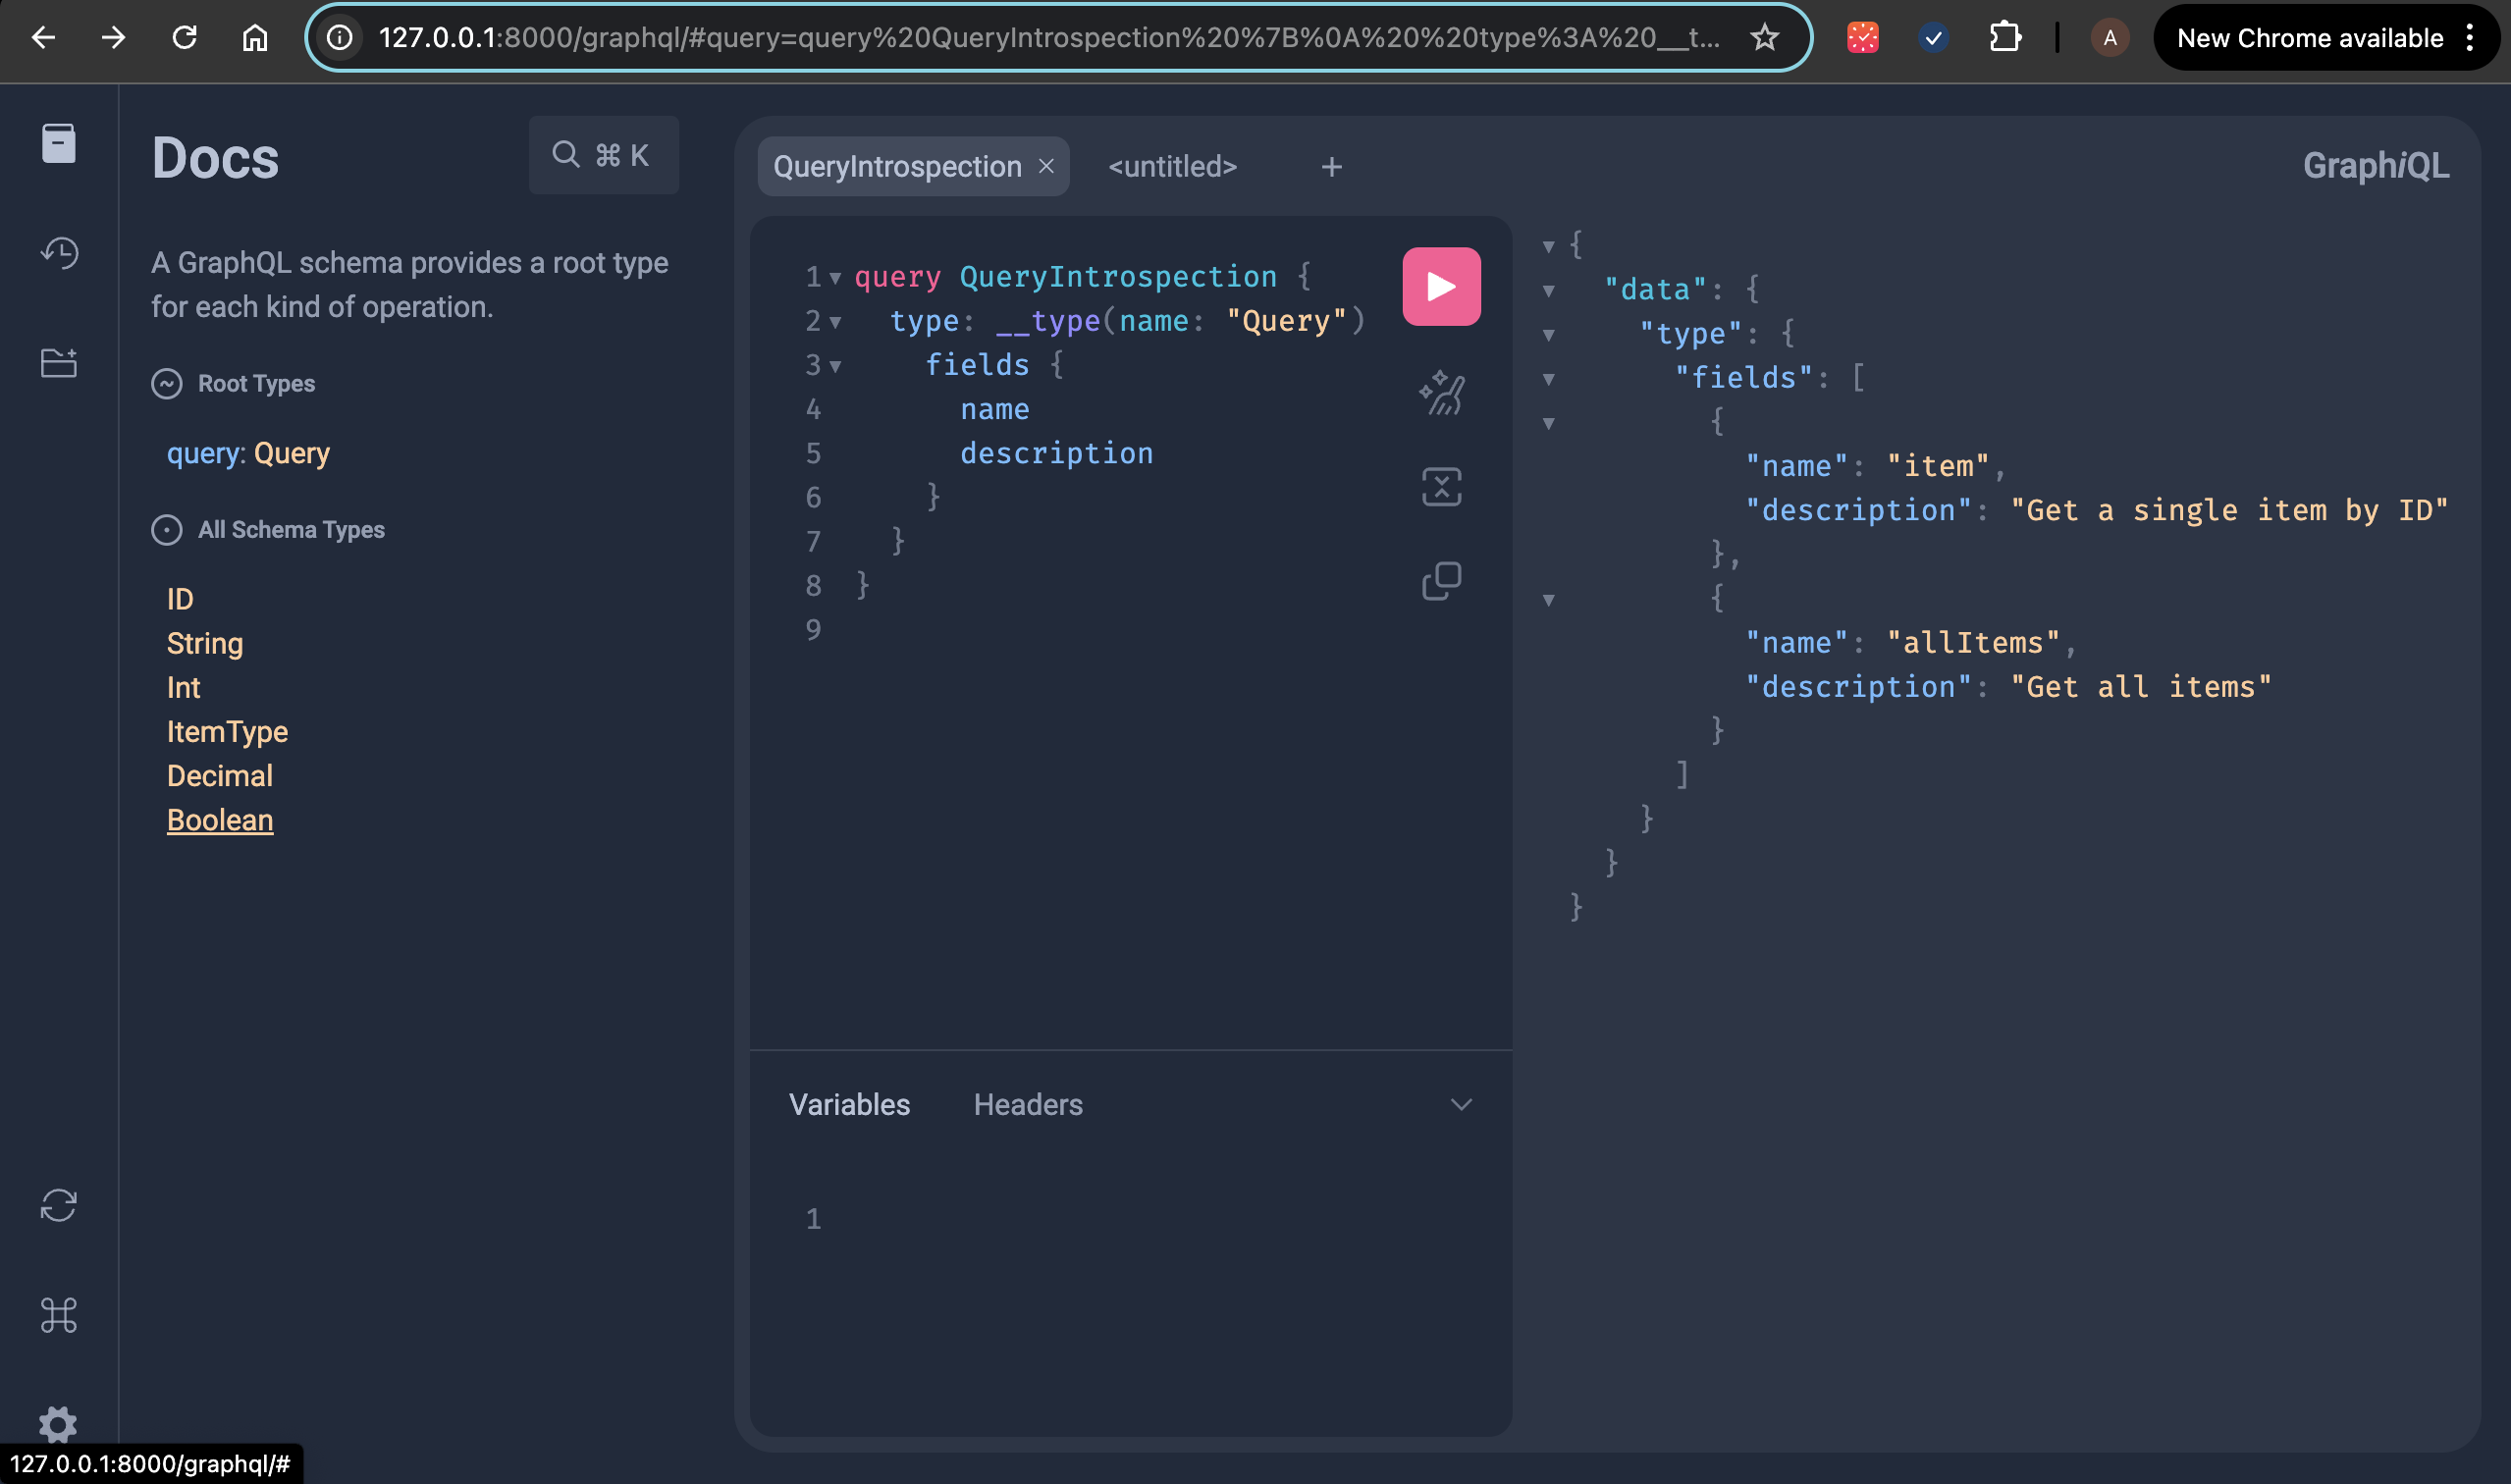 127.0.0.1:8000/graphql/#query=query%20QueryIntrospection%20%7B%0A%20%20type%3A%20__t...
A
New Chrome available
Docs
⌘ K
A GraphQL schema provides a root type
for each kind of operation.
Root Types
query: Query
All Schema Types
ID
String
Int
ItemType
Decimal
Boolean
QueryIntrospection
<untitled>
+
GraphiQL
1 query QueryIntrospection {
2   type: __type(name: "Query")
3     fields {
4       name
5       description
6     }
7   }
8 }
9
Variables
Headers
1
{
  "data": {
    "type": {
      "fields": [
        {
          "name": "item",
          "description": "Get a single item by ID"
        },
        {
          "name": "allItems",
          "description": "Get all items"
        }
      ]
    }
  }
}
127.0.0.1:8000/graphql/#